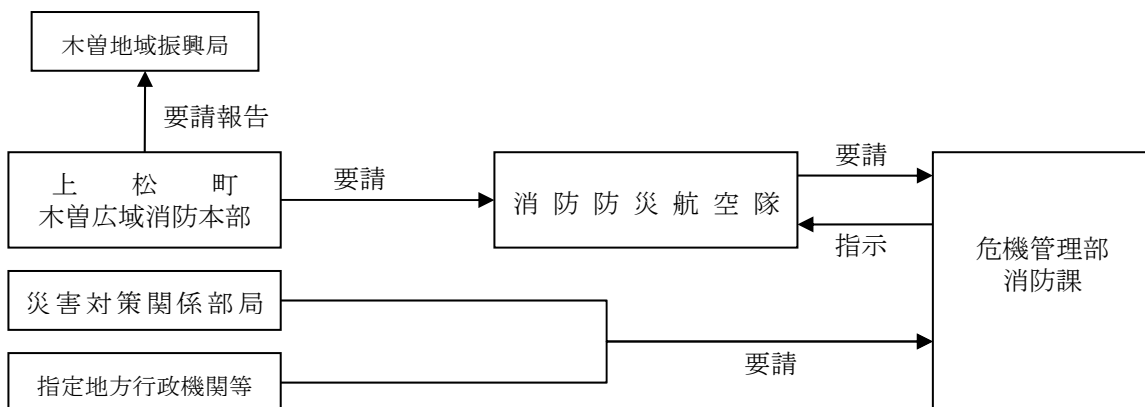 木曽地域振興局
要請報告
上松町
木曽広域消防本部
要請
消防防災航空隊
要請
指示
危機管理部
消防課
災害対策関係部局
指定地方行政機関等
要請